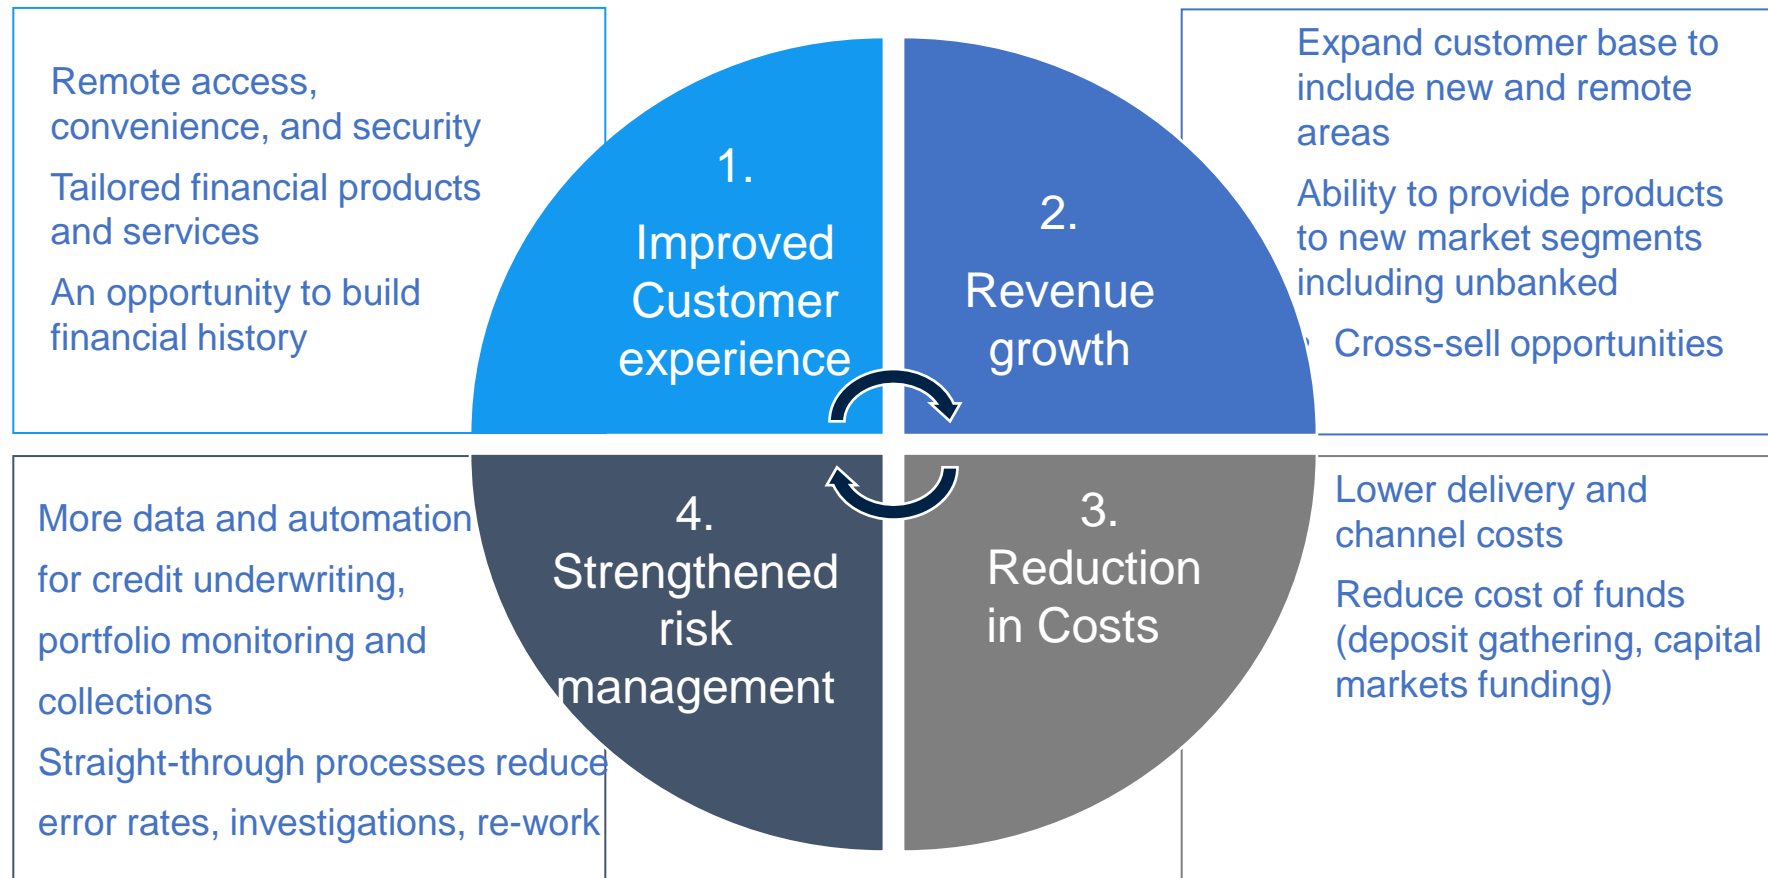 Remote access,
convenience, and security
Tailored financial products
and services
An opportunity to build
financial history
1.
Improved
Customer
experience
2.
Revenue
growth
Expand customer base to
include new and remote
areas
Ability to provide products
to new market segments
including unbanked
Cross-sell opportunities
More data and automation
for credit underwriting,
portfolio monitoring and
collections
Straight-through processes reduce
error rates, investigations, re-work
4.
Strengthened
risk
management
3.
Reduction
in Costs
Lower delivery and
channel costs
Reduce cost of funds
(deposit gathering, capital
markets funding)